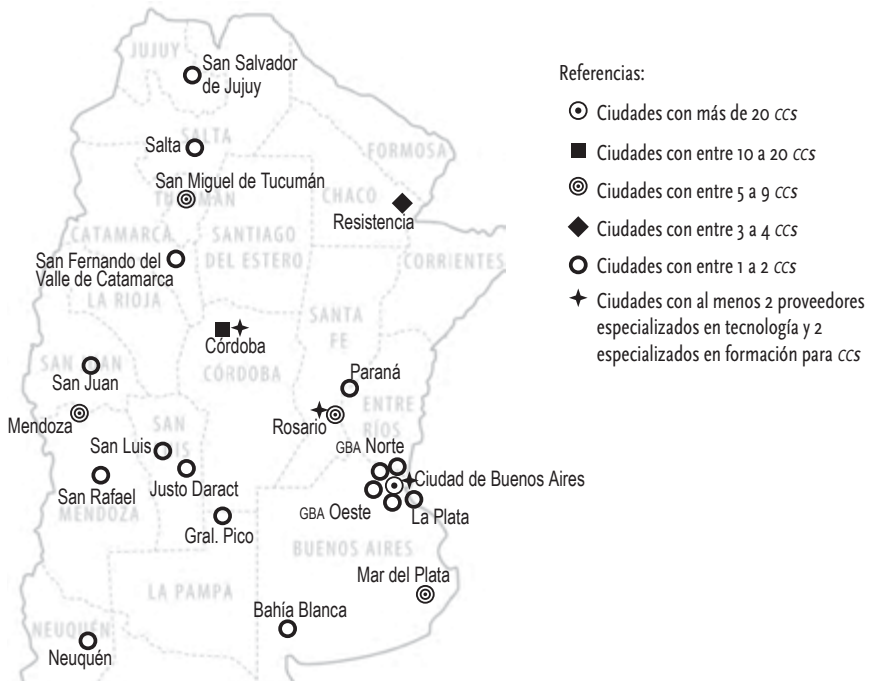 JUJUY
San Salvador
de Jujuy
SALTA
Salta
FORMOSA
San Miguel de Tucumán
TUCUMÁN
CHACO
Resistencia
CATAMARCA
SANTIAGO
DEL ESTERO
CORRIENTES
San Fernando del
Valle de Catamarca
LA RIOJA
SANTA
FE
Córdoba
CÓRDOBA
SAN JUAN
San Juan
Paraná
ENTRE
RÍOS
Mendoza
Rosario
SAN
LUIS
San Luis
GBA Norte
Ciudad de Buenos Aires
San Rafael
Justo Daract
MENDOZA
GBA Oeste
La Plata
Gral. Pico
BUENOS AIRES
Mar del Plata
LA PAMPA
Bahía Blanca
NEUQUÉN
Neuquén
Referencias:
Ciudades con más de 20 CCS
Ciudades con entre 10 a 20 CCS
Ciudades con entre 5 a 9 CCS
Ciudades con entre 3 a 4 CCS
Ciudades con entre 1 a 2 CCS
Ciudades con al menos 2 proveedores
especializados en tecnología y 2
especializados en formación para CCS